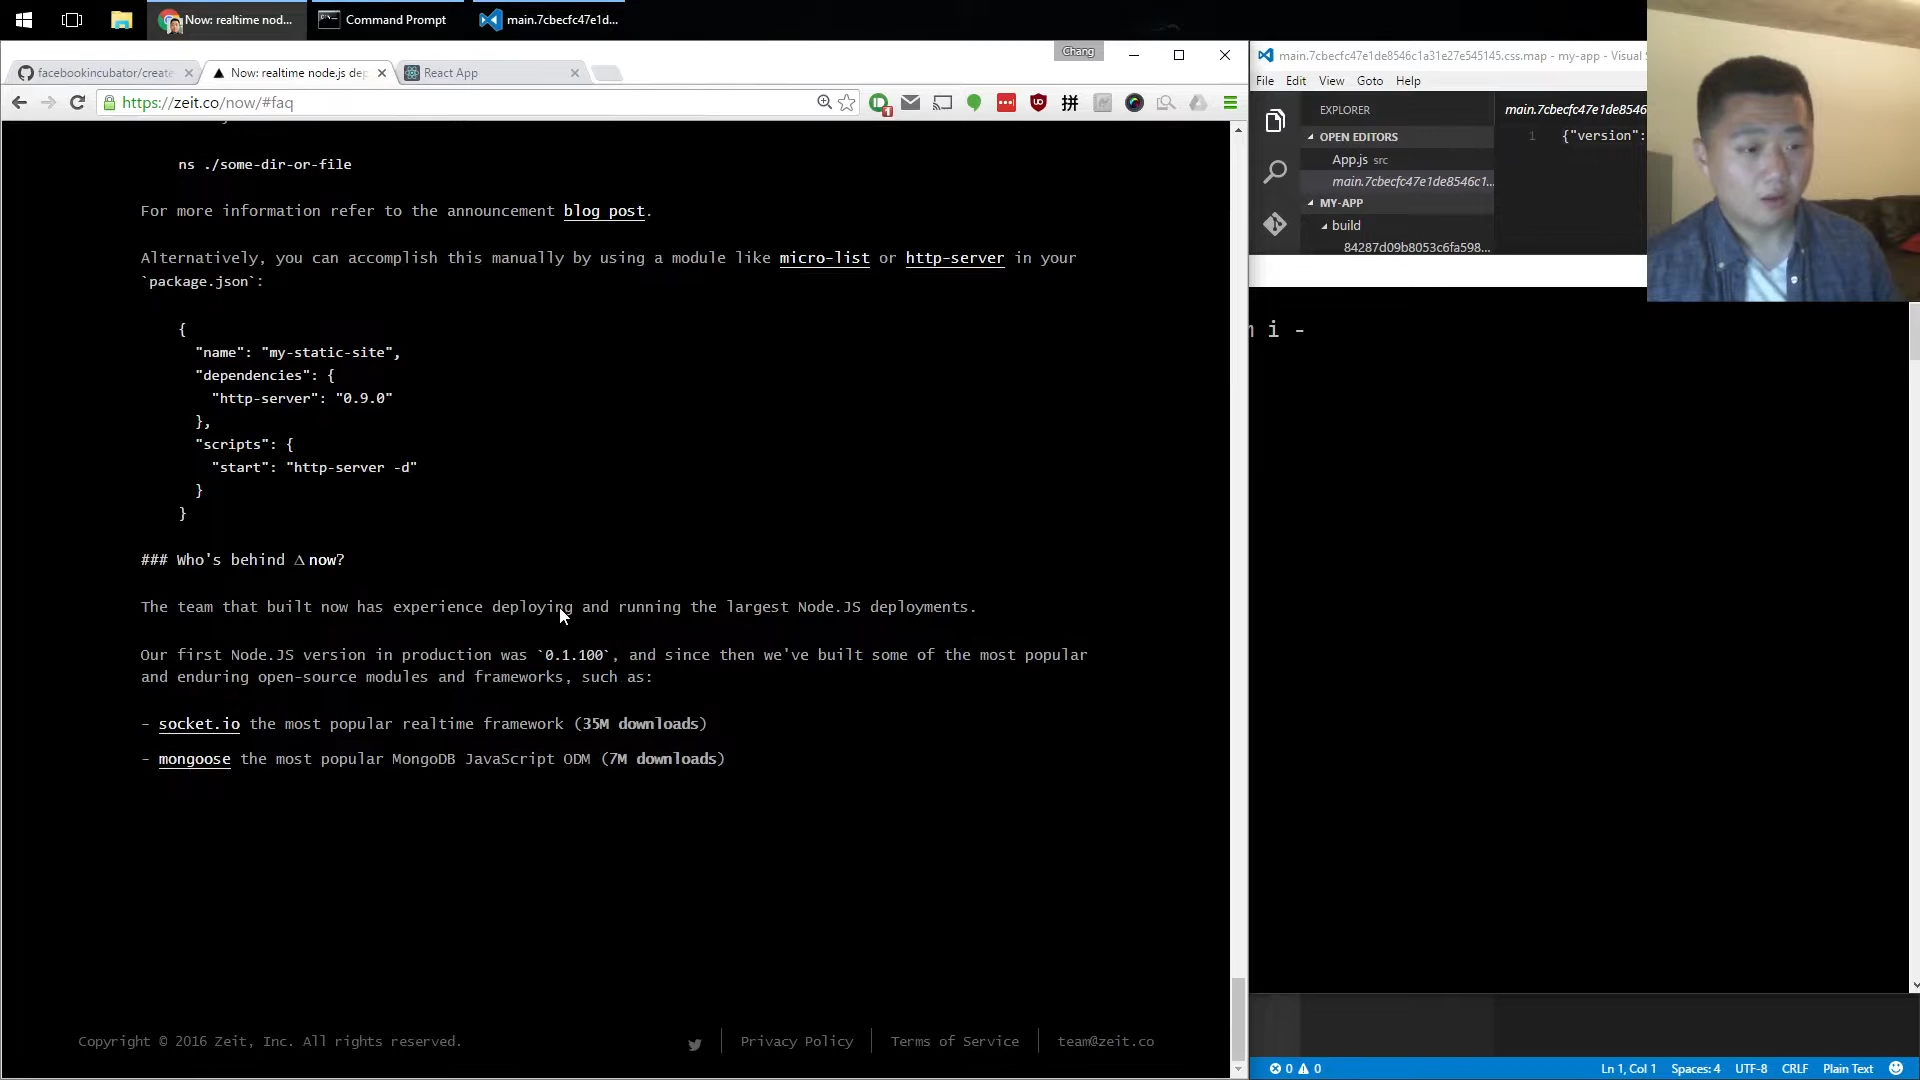 Now: realtime nod...
Command Prompt
main.7cbecfc47e1d...
Chang
facebookincubator/create
Now: realtime node.js dep
React App
https://zeit.co/now/#faq
ns ./some-dir-or-file
For more information refer to the announcement blog post.
Alternatively, you can accomplish this manually by using a module like micro-list or http-server in your
`package.json`:
{
"name": "my-static-site",
"dependencies": {
"http-server": "0.9.0"
},
"scripts": {
"start": "http-server -d"
}
}
### Who's behind Δ now?
The team that built now has experience deploying and running the largest Node.JS deployments.
Our first Node.JS version in production was `0.1.100`, and since then we've built some of the most popular
and enduring open-source modules and frameworks, such as:
- socket.io the most popular realtime framework (35M downloads)
- mongoose the most popular MongoDB JavaScript ODM (7M downloads)
Copyright © 2016 Zeit, Inc. All rights reserved.
Privacy Policy
Terms of Service
team@zeit.co
main.7cbecfc47e1de8546c1a31e27e545145.css.map - my-app - Visual
File Edit View Goto Help
EXPLORER
OPEN EDITORS
App.js src
main.7cbecfc47e1de8546c1...
MY-APP
build
84287d09b8053c6fa598...
main.7cbecfc47e1de8546
1 {"version":
i -
0 0
Ln 1, Col 1
Spaces: 4
UTF-8
CRLF
Plain Text